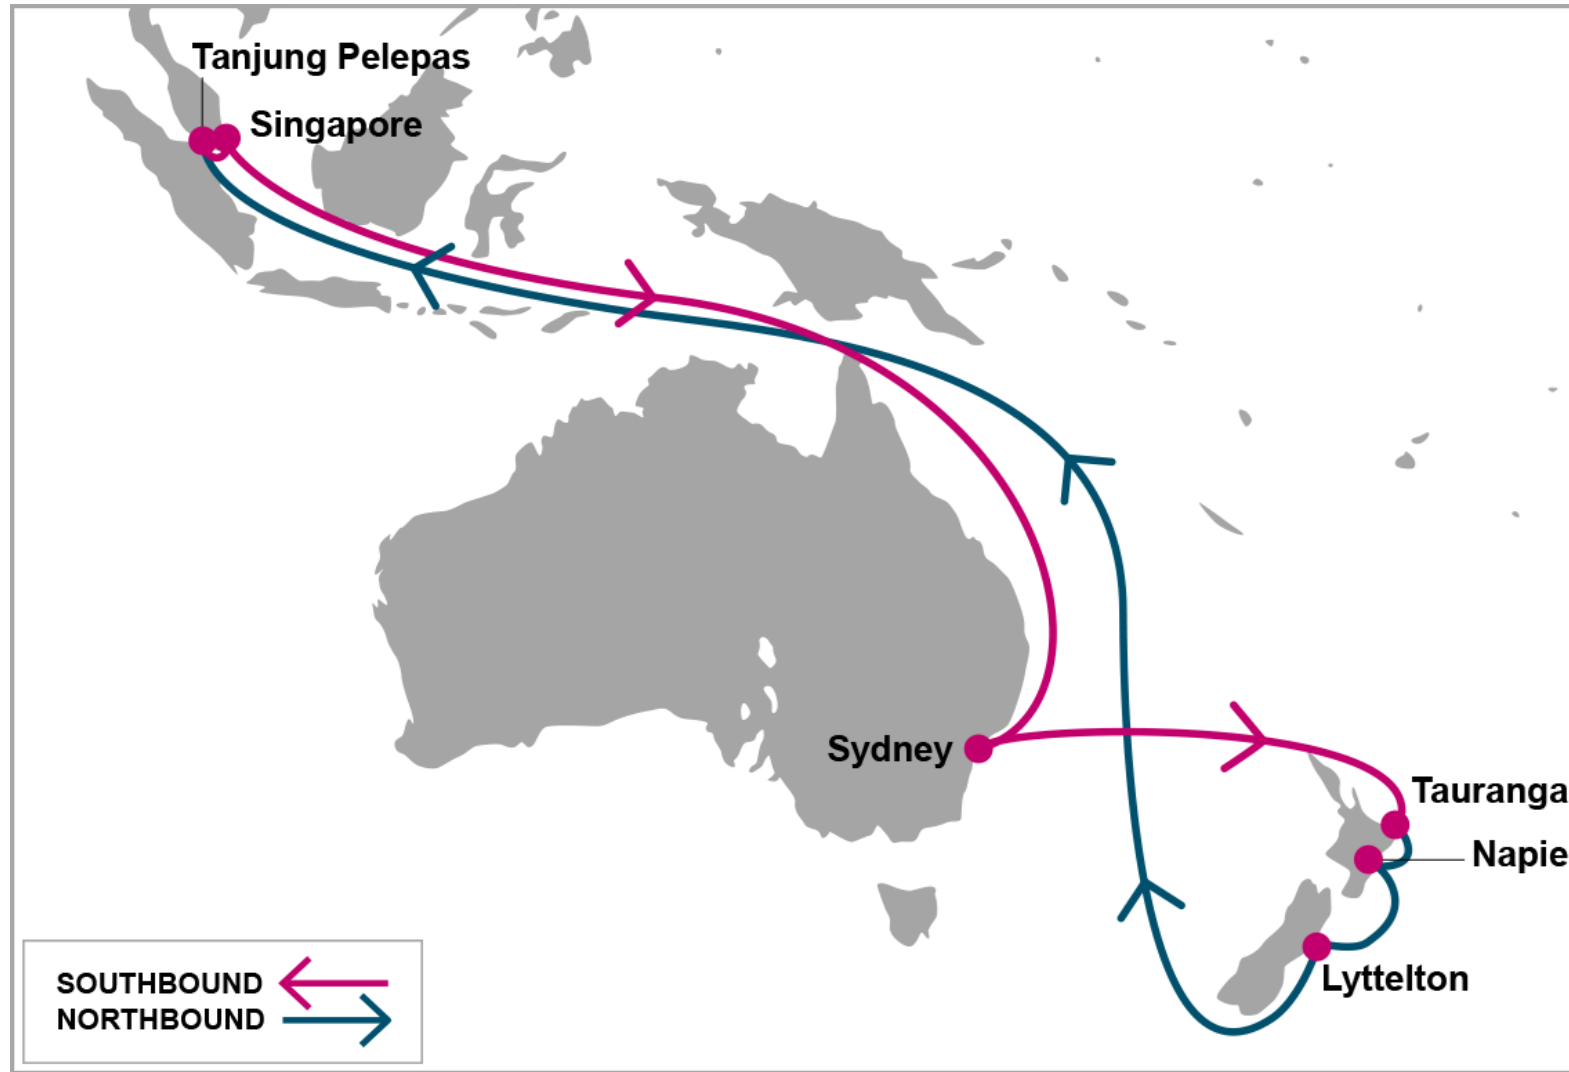 Tanjung Pelepas
Singapore
Sydney
Tauranga
Napie
Lyttelton
SOUTHBOUND
NORTHBOUND